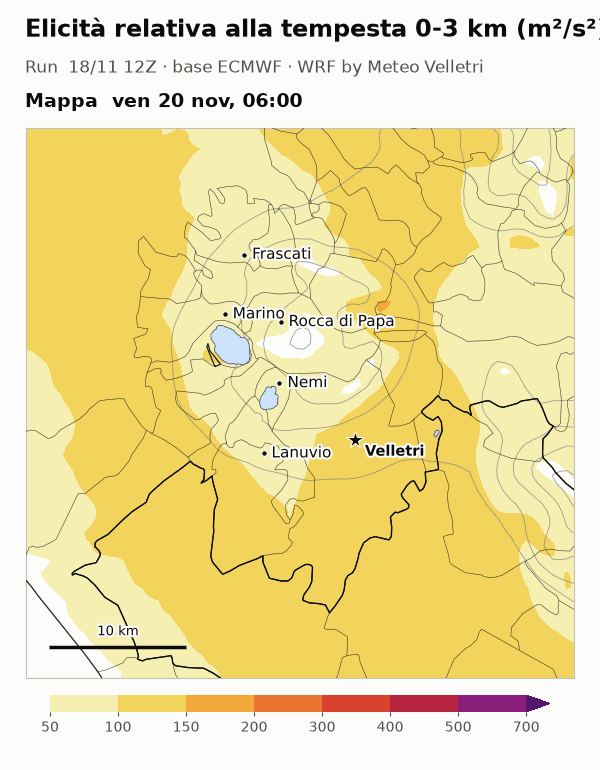 Elicità relativa alla tempesta 0-3 km (m²/s²)
Run 18/11 12Z · base ECMWF · WRF by Meteo Velletri
Mappa ven 20 nov, 06:00
Frascati
Marino
Rocca di Papa
Nemi
Velletri
Lanuvio
10 km
50 100 150 200 300 400 500 700